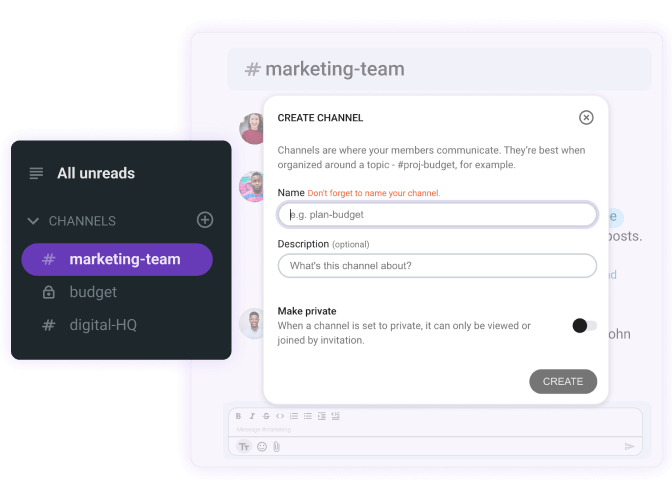 # marketing-team
CREATE CHANNEL
Channels are where your members communicate. They're best when
organized around a topic - #proj-budget, for example.
Name Don't forget to name your channel.
e.g. plan-budget
Description (optional)
What's this channel about?
Make private
When a channel is set to private, it can only be viewed or
joined by invitation.
CREATE
All unreads
CHANNELS
# marketing-team
budget
# digital-HQ
e
posts.
nd
ohn
B I S
Message #marketing
TT